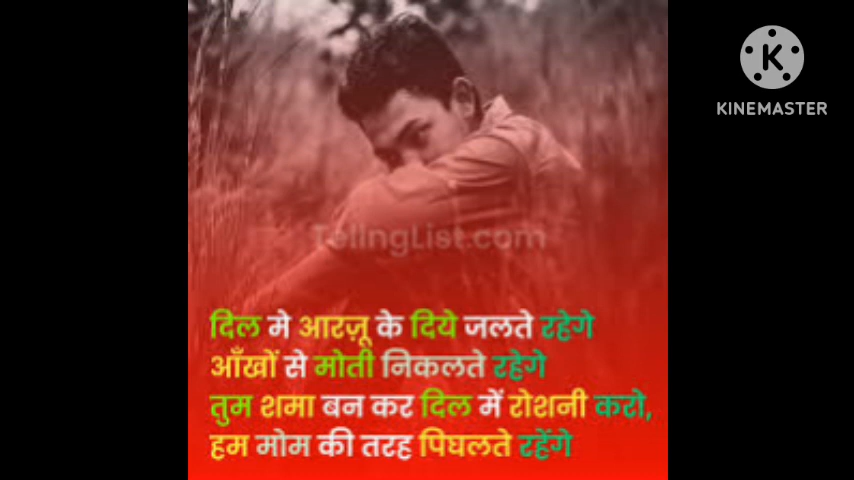 KINEMASTER
TelingList.com
दिल मे आरज़ू के दिये जलते रहेगे
आँखों से मोती निकलते रहेगे
तुम शमा बन कर दिल में रोशनी करो,
हम मोम की तरह पिघलते रहेंगे